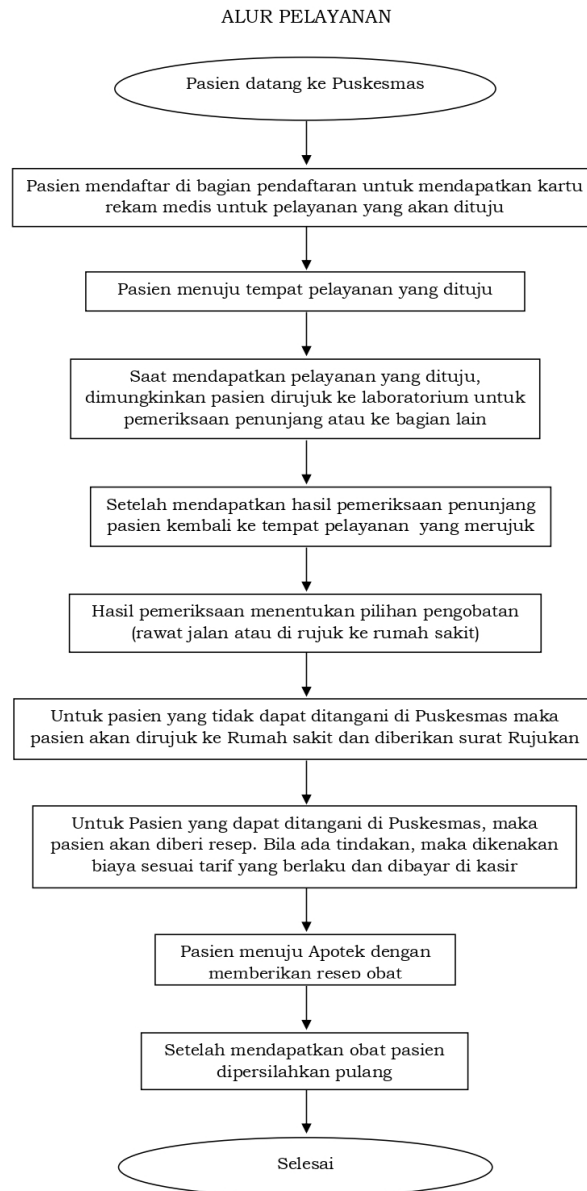 ALUR PELAYANAN
Pasien datang ke Puskesmas
Pasien mendaftar di bagian pendaftaran untuk mendapatkan kartu
rekam medis untuk pelayanan yang akan dituju
Pasien menuju tempat pelayanan yang dituju
Saat mendapatkan pelayanan yang dituju,
dimungkinkan pasien dirujuk ke laboratorium untuk
pemeriksaan penunjang atau ke bagian lain
Setelah mendapatkan hasil pemeriksaan penunjang
pasien kembali ke tempat pelayanan yang merujuk
Hasil pemeriksaan menentukan pilihan pengobatan
(rawat jalan atau di rujuk ke rumah sakit)
Untuk pasien yang tidak dapat ditangani di Puskesmas maka
pasien akan dirujuk ke Rumah sakit dan diberikan surat Rujukan
Untuk Pasien yang dapat ditangani di Puskesmas, maka
pasien akan diberi resep. Bila ada tindakan, maka dikenakan
biaya sesuai tarif yang berlaku dan dibayar di kasir
Pasien menuju Apotek dengan
memberikan resep obat
Setelah mendapatkan obat pasien
dipersilahkan pulang
Selesai